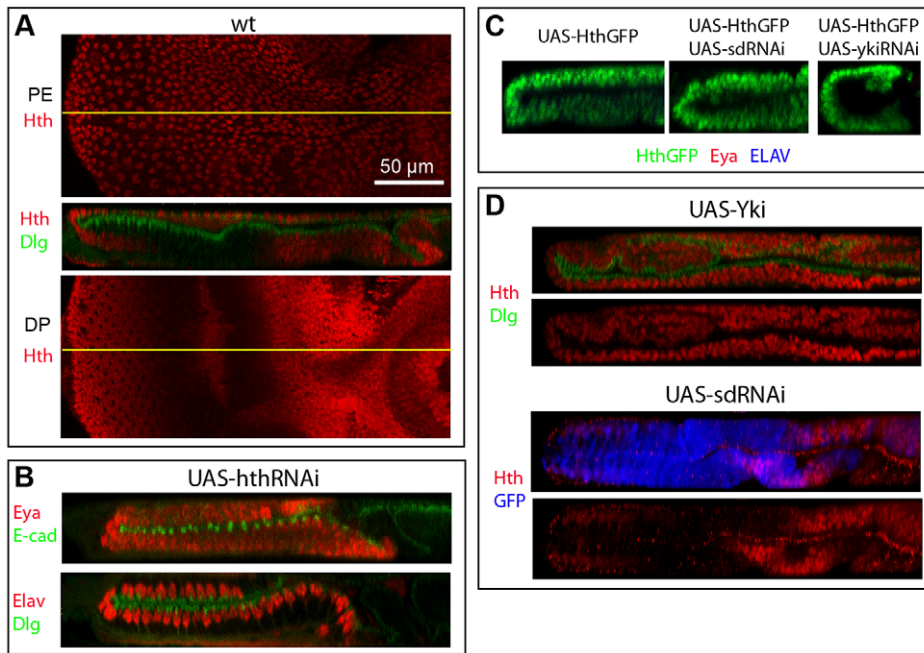 A
wt
PE
Hth
50 µm
Hth
Dlg
DP
Hth
B
UAS-hthRNAi
Eya
E-cad
Elav
Dlg
C
UAS-HthGFP
UAS-HthGFP
UAS-sdRNAi
UAS-HthGFP
UAS-ykiRNAi
HthGFP Eya ELAV
D
UAS-Yki
Hth
Dlg
UAS-sdRNAi
Hth
GFP